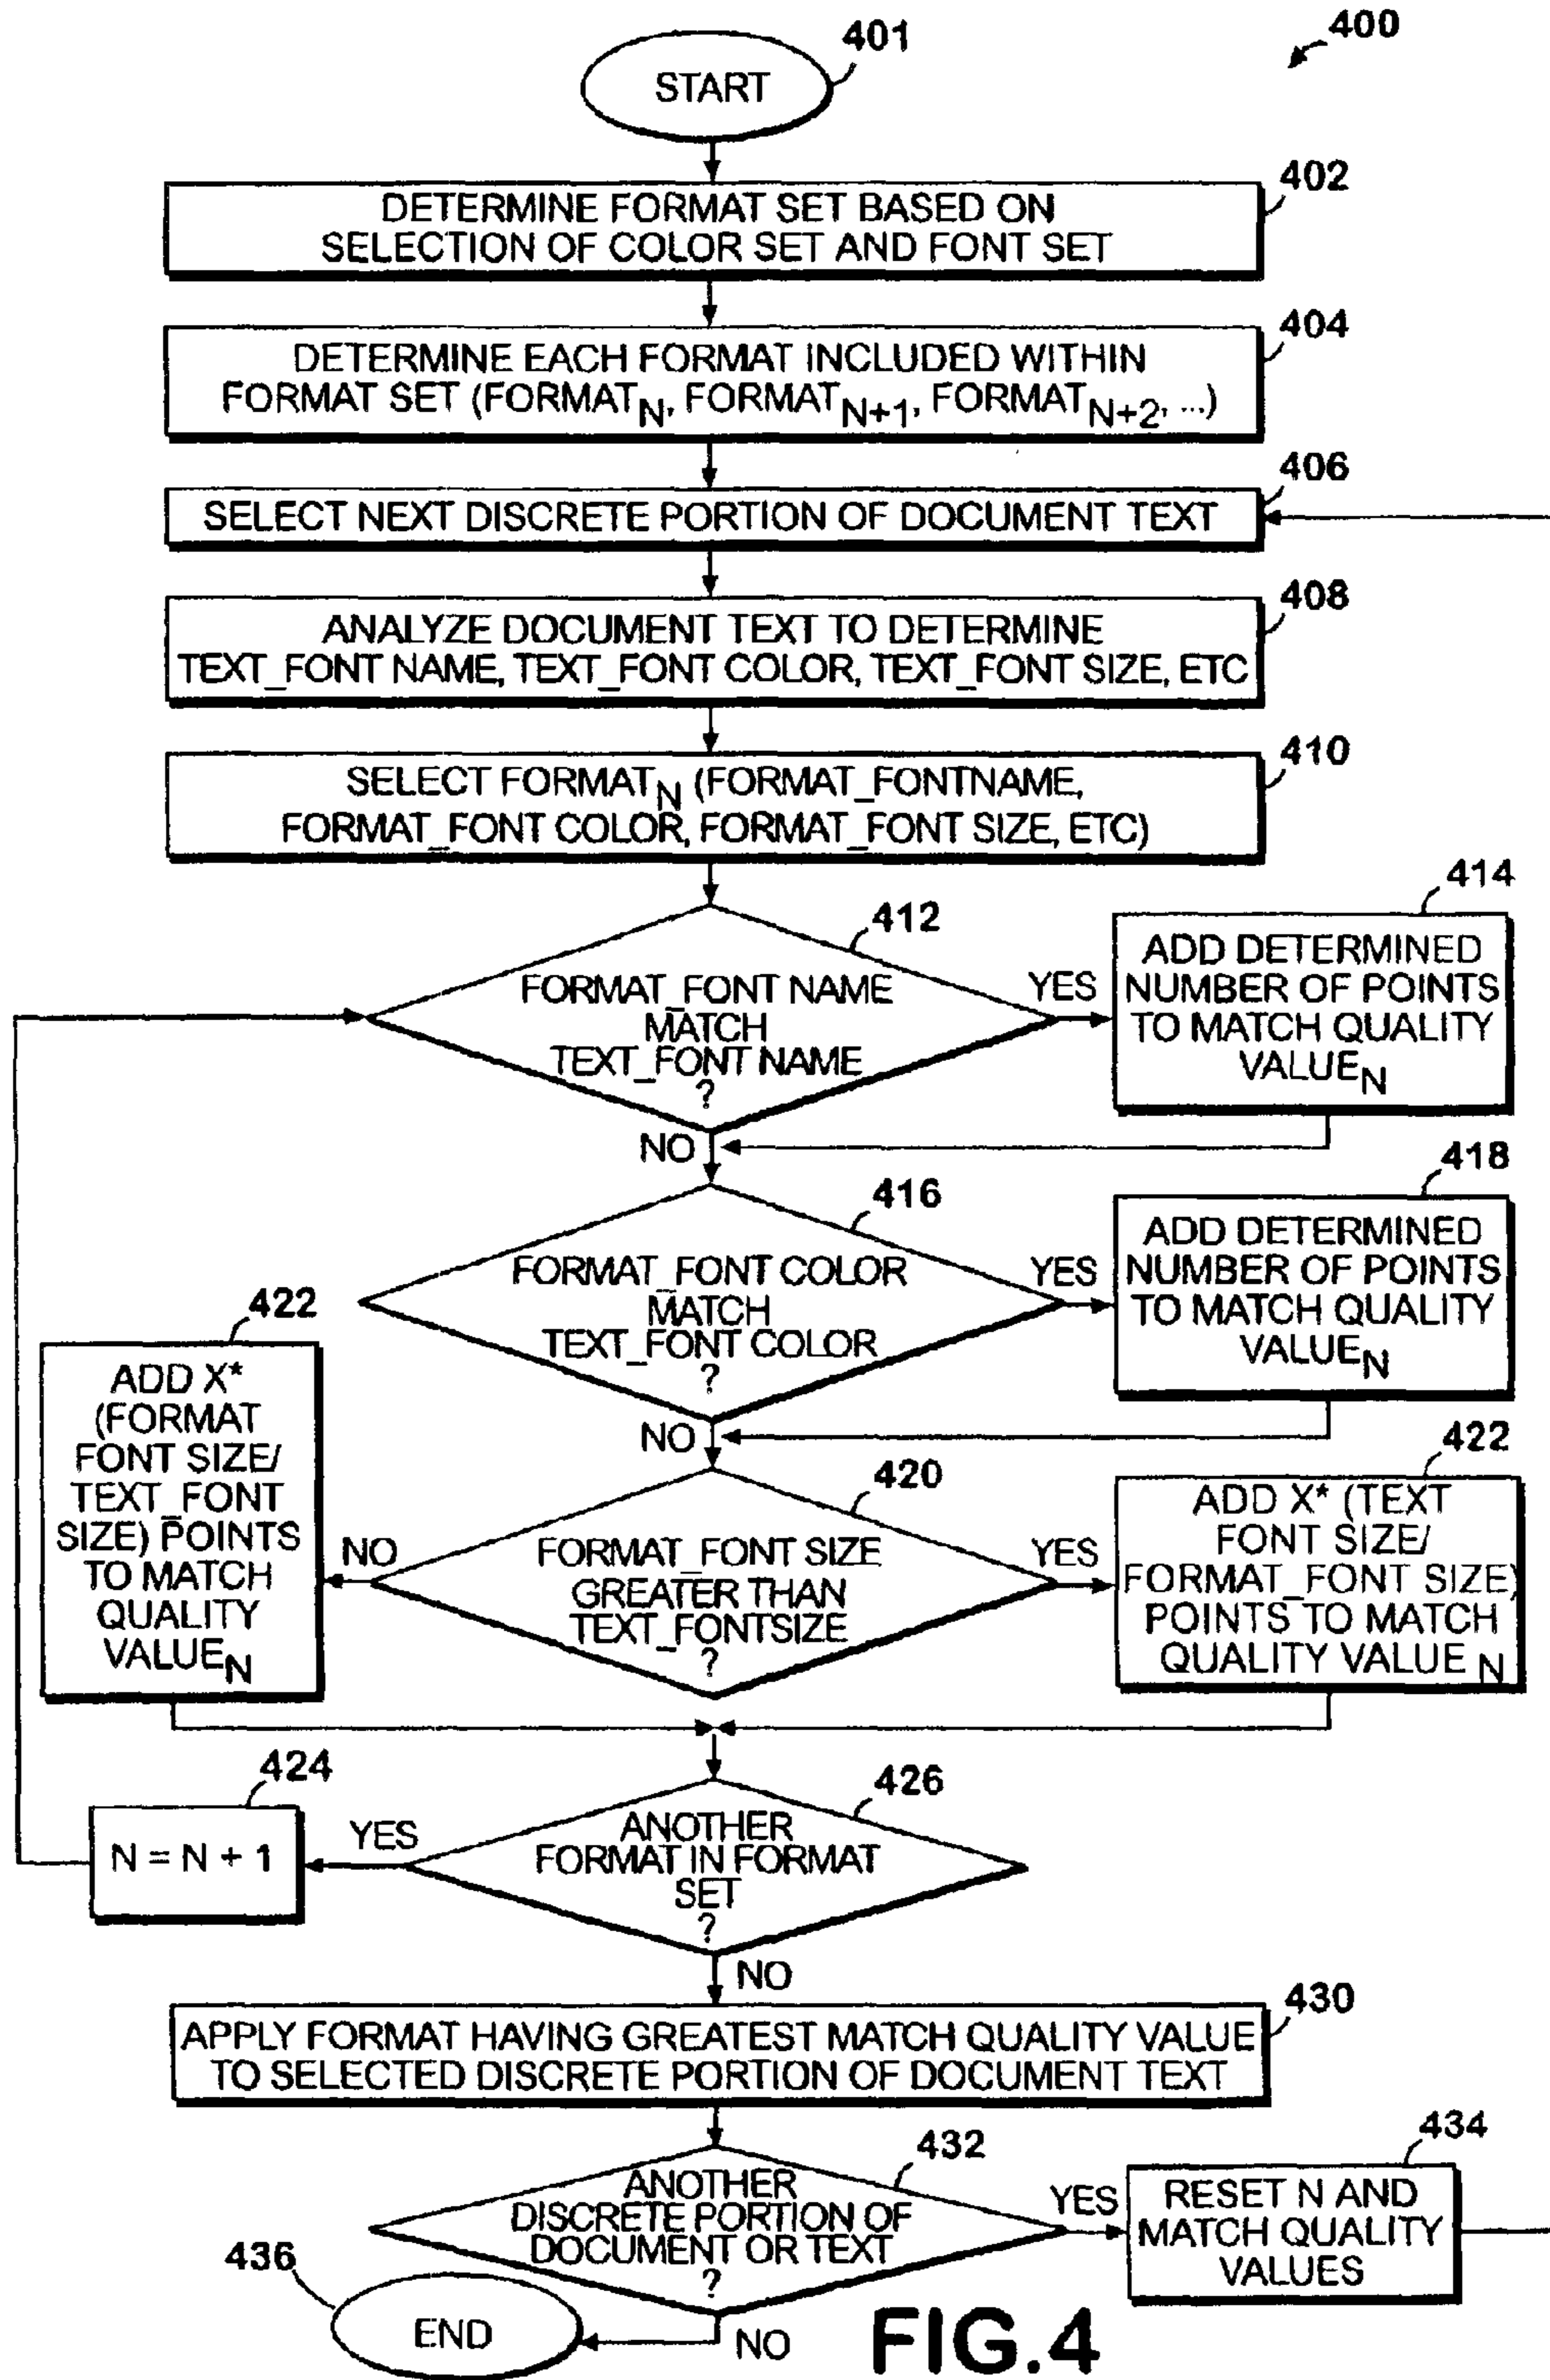 400
401
START
402
DETERMINE FORMAT SET BASED ON
SELECTION OF COLOR SET AND FONT SET
404
DETERMINE EACH FORMAT INCLUDED WITHIN
FORMAT SET (FORMATN, FORMATN+1, FORMATN+2, ...)
406
SELECT NEXT DISCRETE PORTION OF DOCUMENT TEXT
408
ANALYZE DOCUMENT TEXT TO DETERMINE
TEXT_FONT NAME, TEXT_FONT COLOR, TEXT_FONT SIZE, ETC
410
SELECT FORMATN (FORMAT_FONTNAME,
FORMAT_FONT COLOR, FORMAT_FONT SIZE, ETC)
412
FORMAT_FONT NAME
MATCH
TEXT_FONT NAME
?
YES
NO
414
ADD DETERMINED
NUMBER OF POINTS
TO MATCH QUALITY
VALUEN
416
FORMAT_FONT COLOR
MATCH
TEXT_FONT COLOR
?
YES
NO
418
ADD DETERMINED
NUMBER OF POINTS
TO MATCH QUALITY
VALUEN
422
ADD X*
(FORMAT
FONT SIZE/
TEXT_FONT
SIZE) POINTS
TO MATCH
QUALITY
VALUEN
420
FORMAT_FONT SIZE
GREATER THAN
TEXT_FONTSIZE
?
NO
YES
422
ADD X* (TEXT
FONT SIZE/
FORMAT_FONT SIZE)
POINTS TO MATCH
QUALITY VALUE N
424
N = N + 1
426
ANOTHER
FORMAT IN FORMAT
SET
?
YES
NO
430
APPLY FORMAT HAVING GREATEST MATCH QUALITY VALUE
TO SELECTED DISCRETE PORTION OF DOCUMENT TEXT
432
ANOTHER
DISCRETE PORTION OF
DOCUMENT OR TEXT
?
YES
NO
434
RESET N AND
MATCH QUALITY
VALUES
436
END
FIG.4